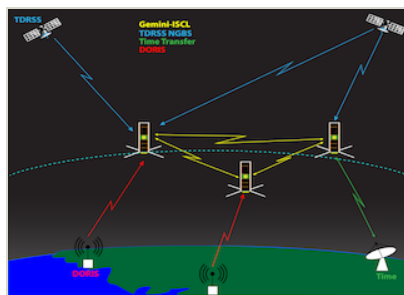 TDRSS
Gemini-ISCL
TDRSS NGBS
Time Transfer
DORIS
DORIS
Time